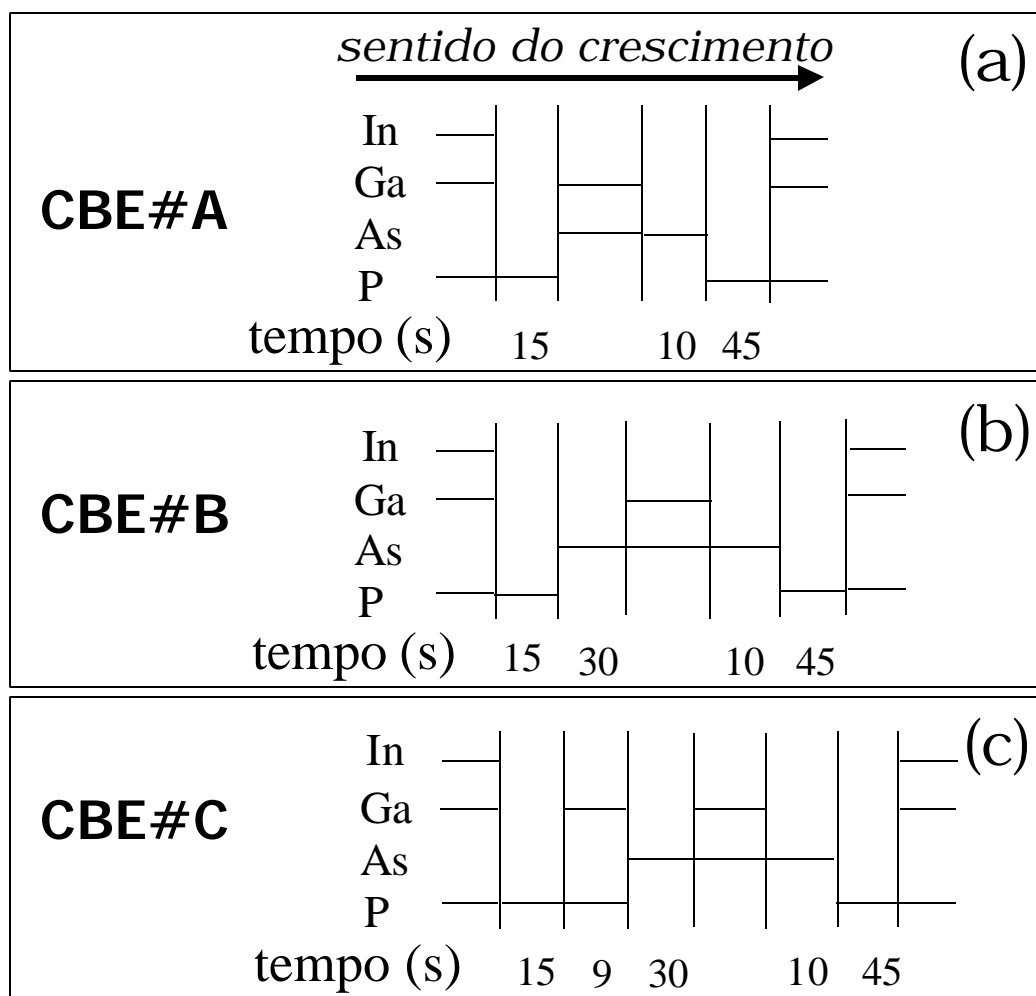 sentido do crescimento
(a)
In
Ga
CBE#A
As
P
tempo (s) 15 10 45
(b)
In
Ga
CBE#B
As
P
tempo (s) 15 30 10 45
(c)
In
Ga
CBE#C
As
P
tempo (s) 15 9 30 10 45